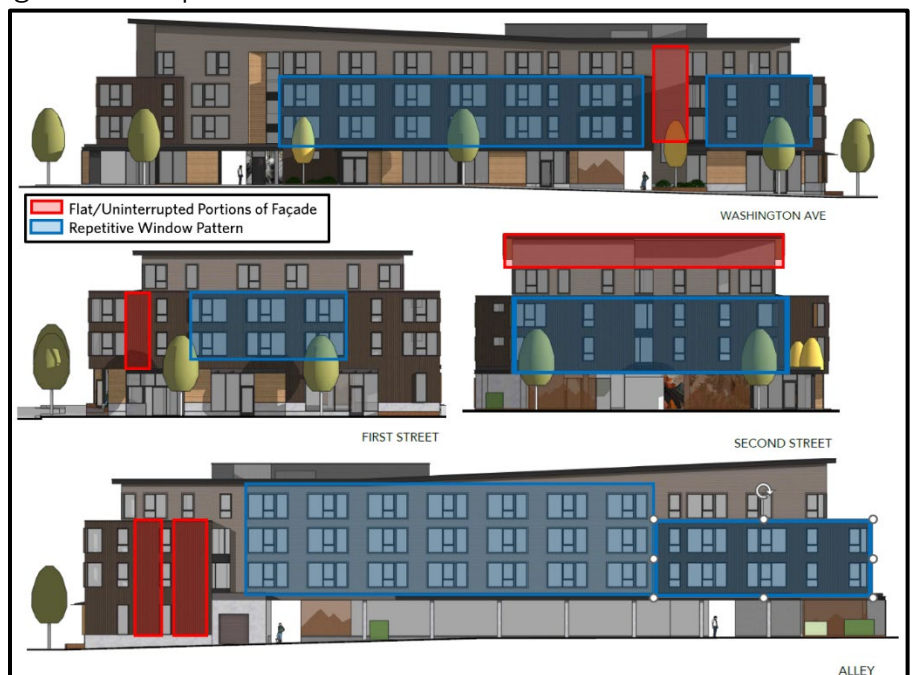 WASHINGTON AVE
Flat/Uninterrupted Portions of Façade
Repetitive Window Pattern
FIRST STREET
SECOND STREET
ALLEY